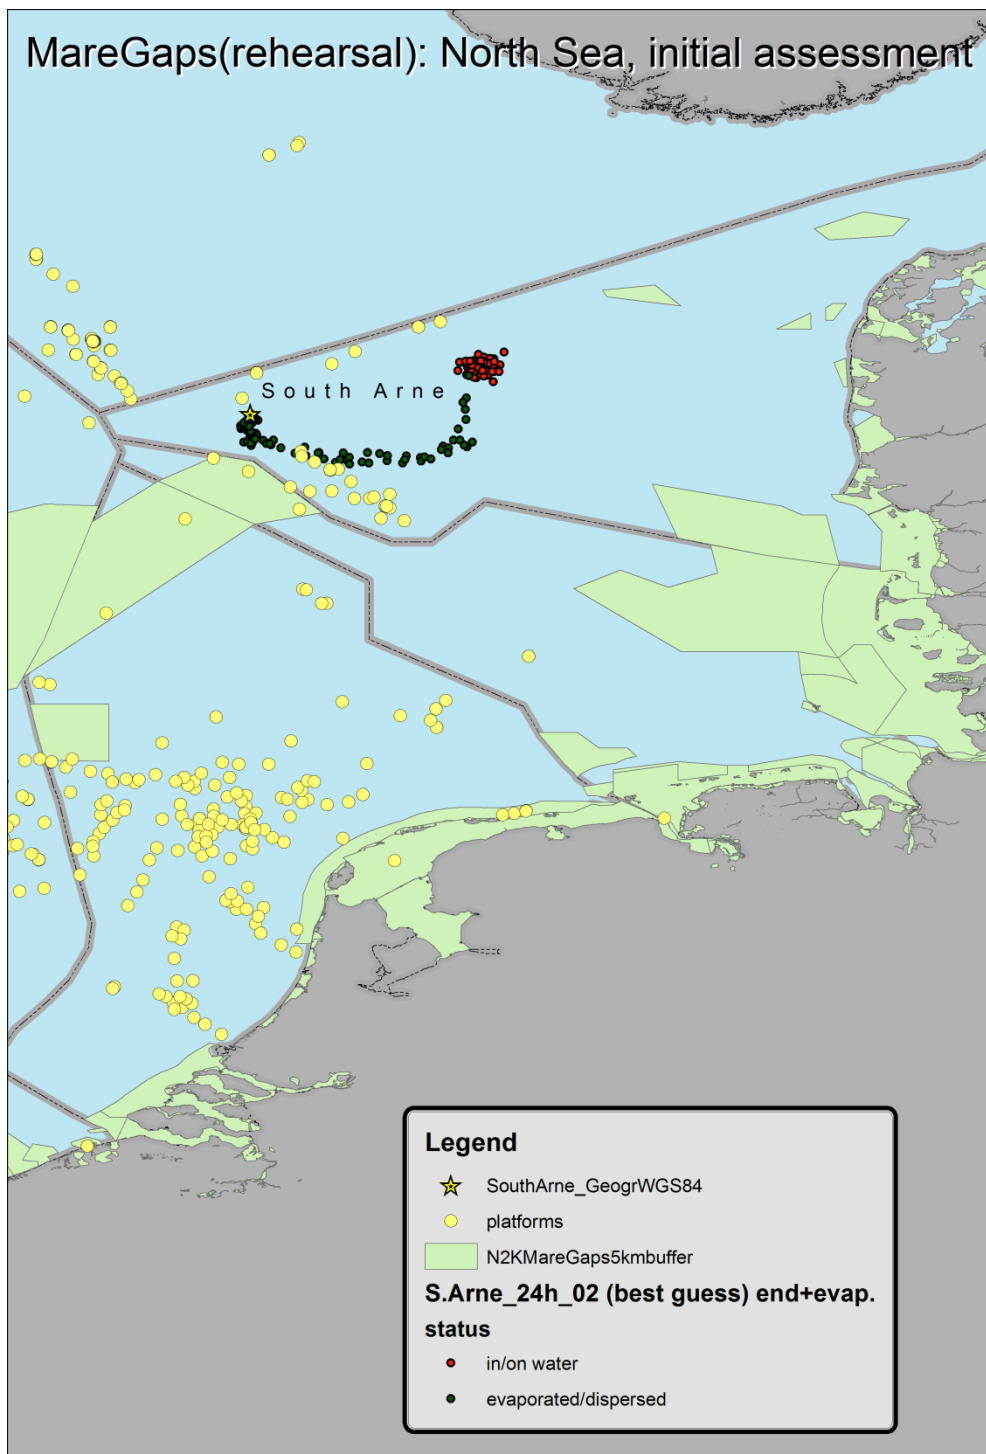 MareGaps(rehearsal): North Sea, initial assessment
South Arne
Legend
SouthArne_GeogrWGS84
platforms
N2KMareGaps5kmbuffer
S.Arne_24h_02 (best guess) end+evap.
status
in/on water
evaporated/dispersed